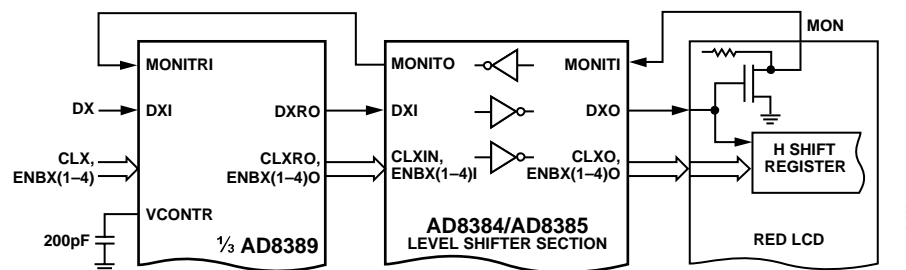 MON
MONITRI
MONITO
MONITI
DX
DXI
DXRO
DXI
DXO
CLX,
ENBX(1–4)
CLXRO,
ENBX(1–4)O
CLXIN,
ENBX(1–4)I
CLXO,
ENBX(1–4)O
H SHIFT
REGISTER
VCONTR
200pF
1/3 AD8389
AD8384/AD8385
LEVEL SHIFTER SECTION
RED LCD